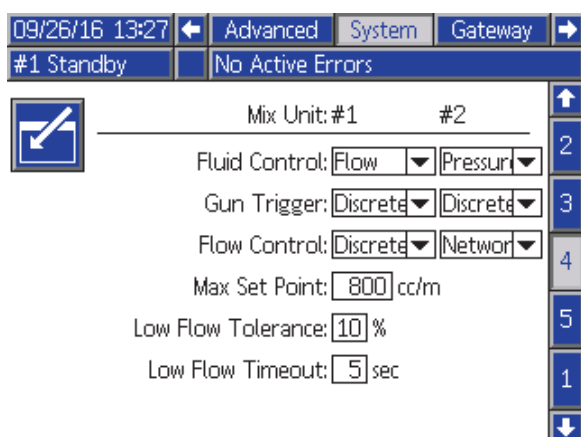 09/26/16 13:27 Advanced System Gateway
#1 Standby No Active Errors
Mix Unit: #1 #2
Fluid Control: Flow Pressur
Gun Trigger: Discrete Discrete
Flow Control: Discrete Networ
Max Set Point: 800 cc/m
Low Flow Tolerance: 10 %
Low Flow Timeout: 5 sec
2
3
4
5
1